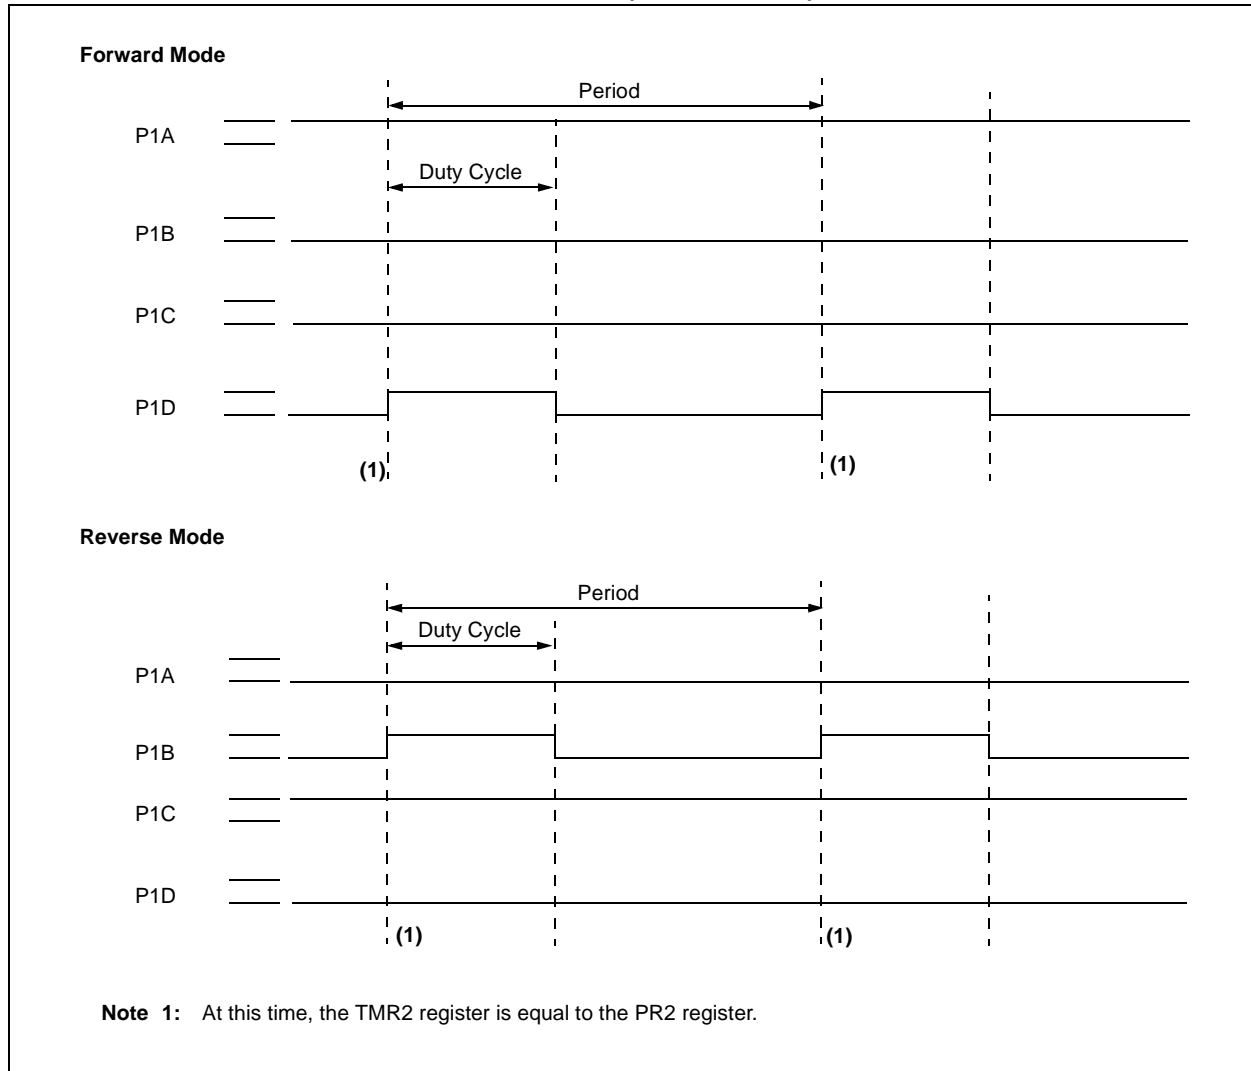 Forward Mode
Period
P1A
Duty Cycle
P1B
P1C
P1D
(1)
(1)
Reverse Mode
Period
Duty Cycle
P1A
P1B
P1C
P1D
(1)
(1)
Note 1: At this time, the TMR2 register is equal to the PR2 register.